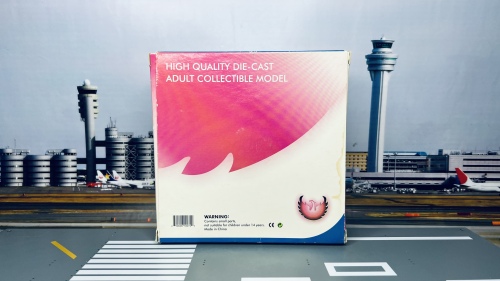 HIGH QUALITY DIE-CAST
ADULT COLLECTIBLE MODEL
WARNING:
Contains small parts,
not suitable for children under 14 years.
Made in China
CE